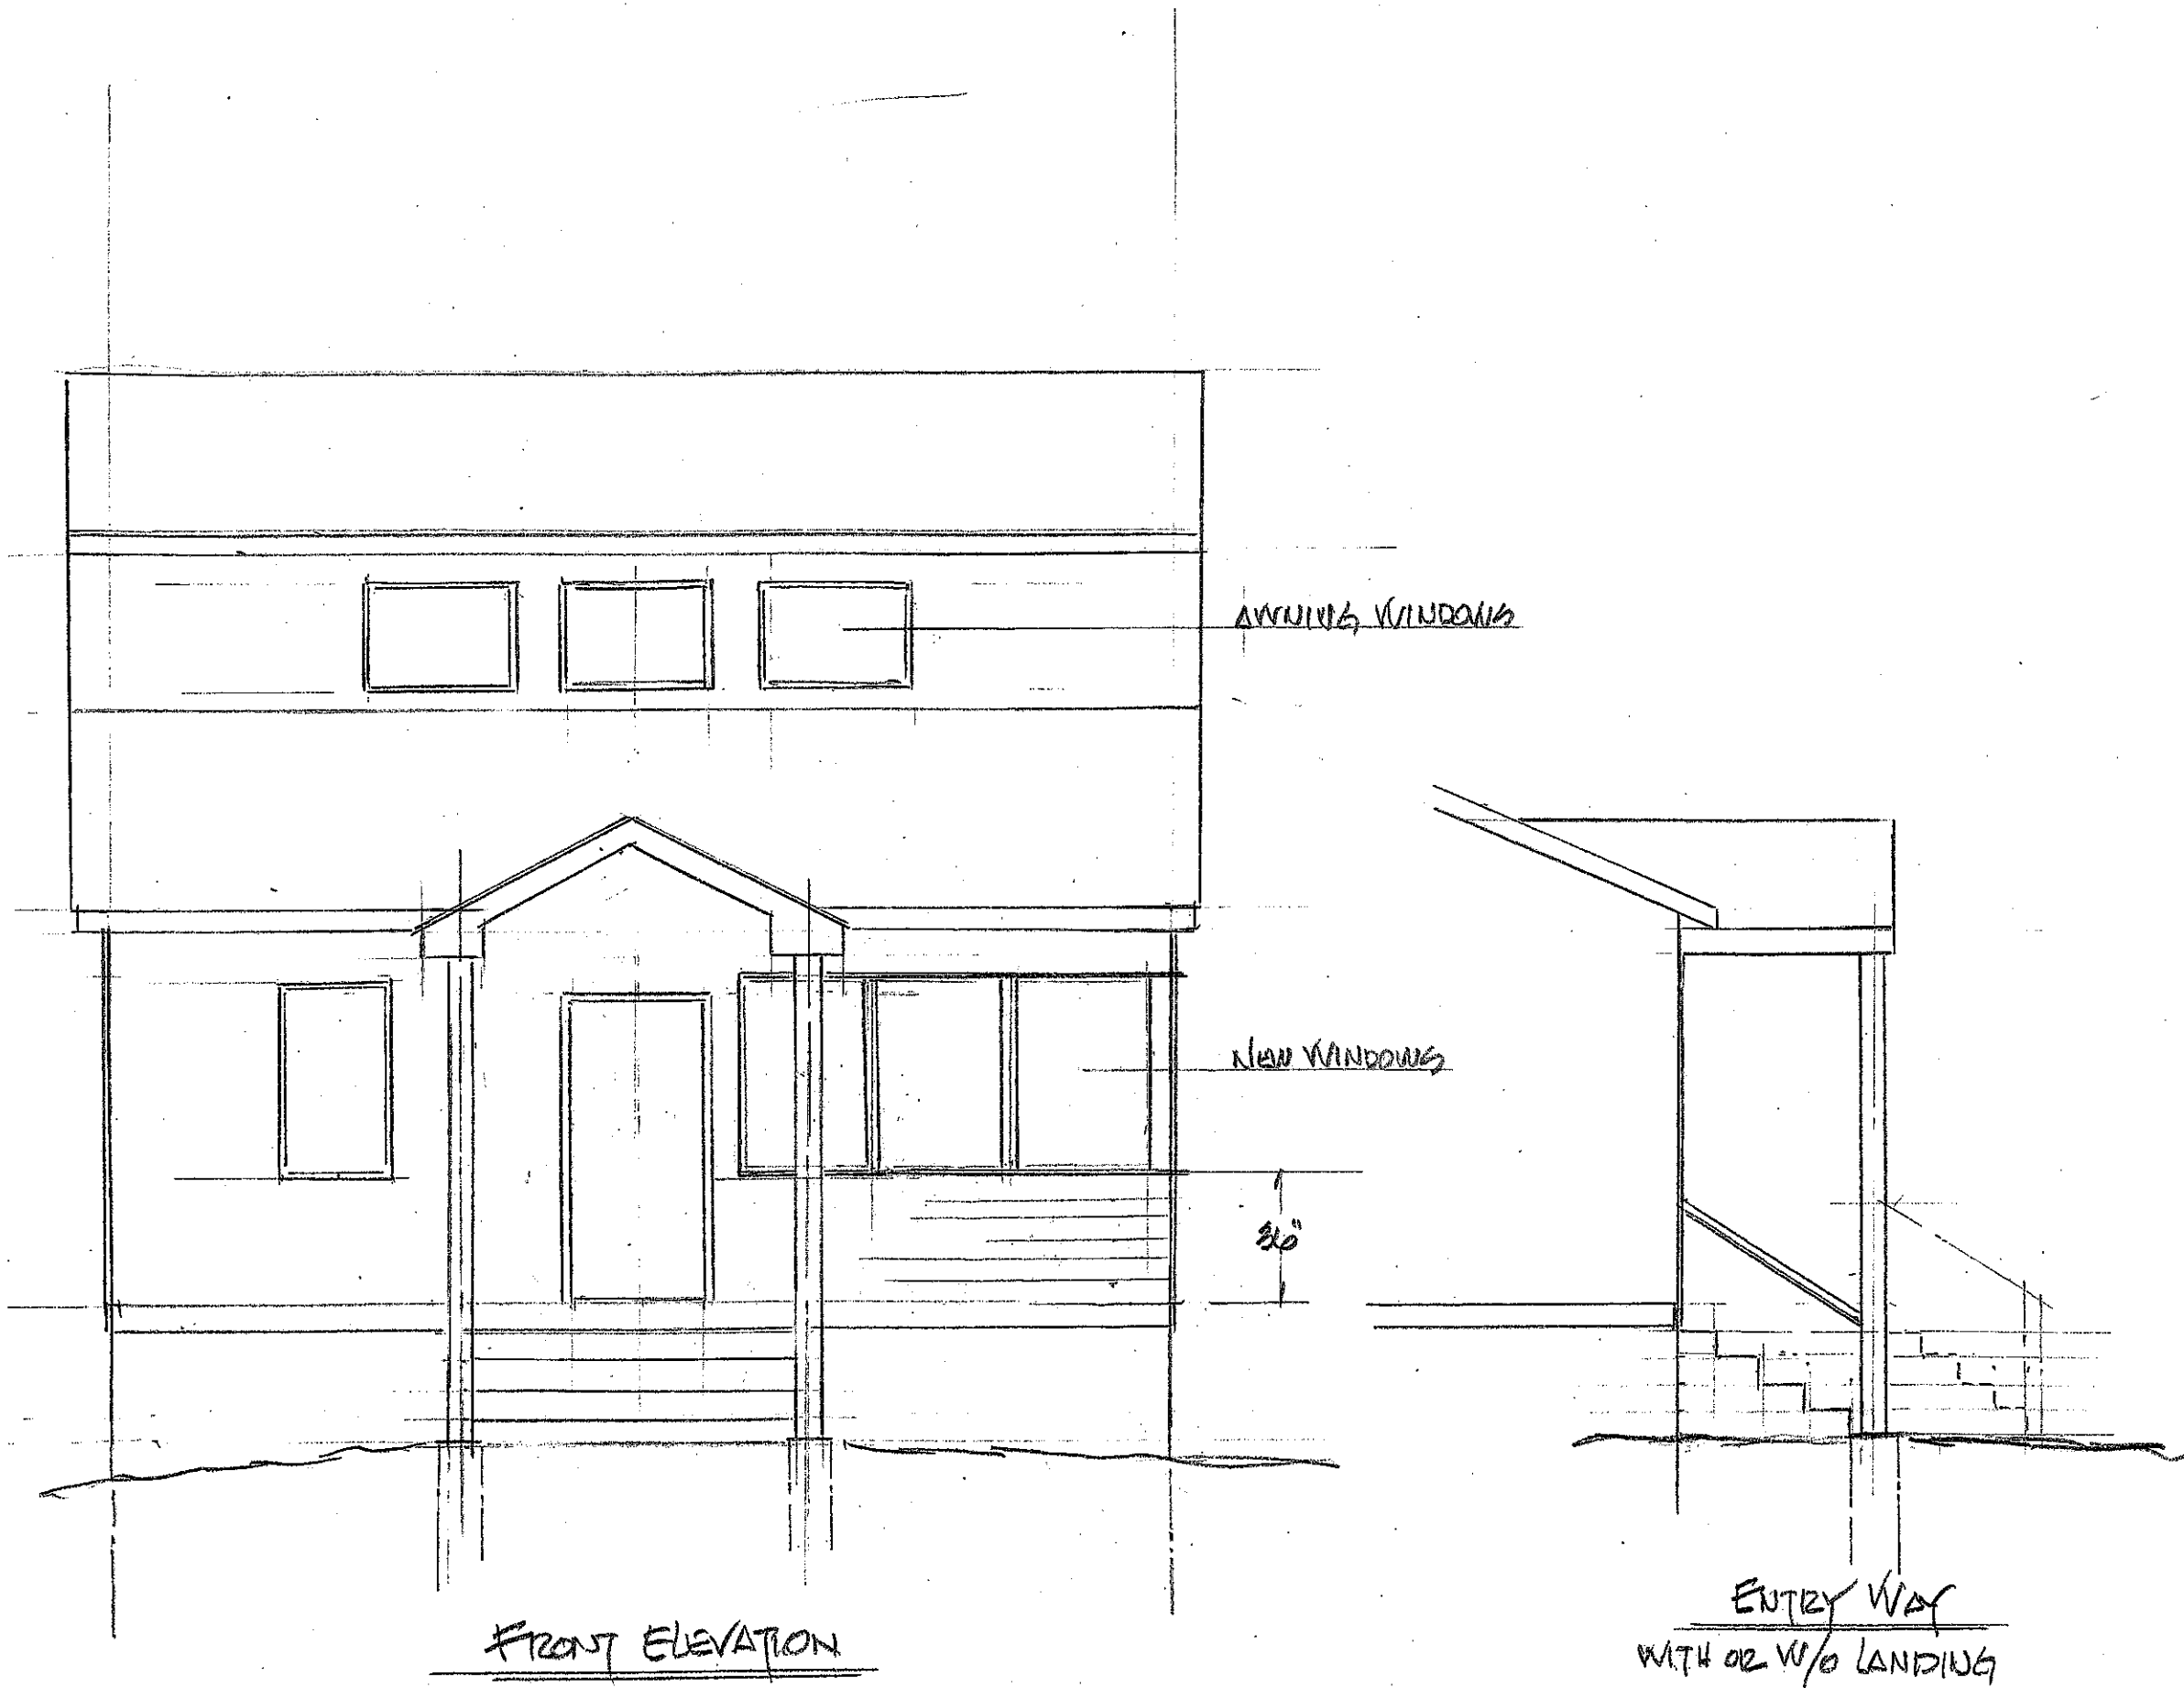 AWNING WINDOWS
NEW WINDOWS
36"
FRONT ELEVATION
ENTRY WAY
WITH OR W/O LANDING